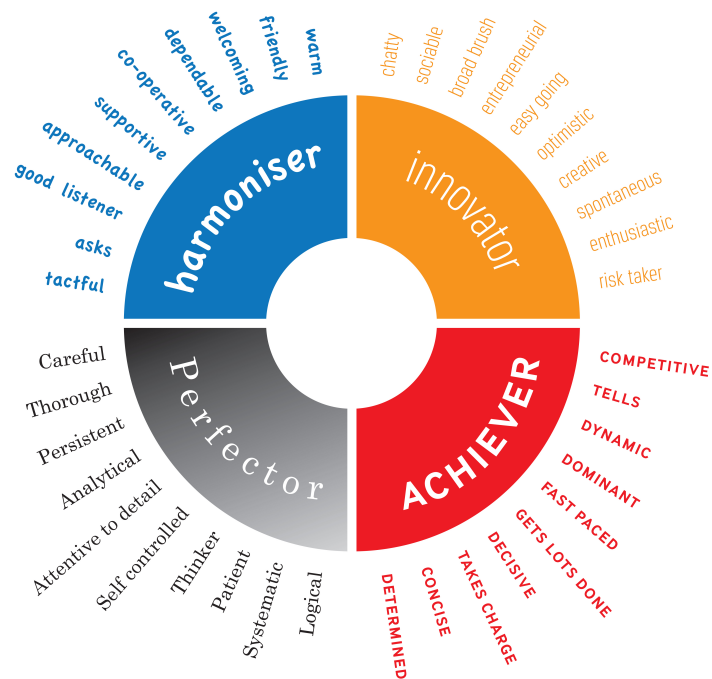 harmoniser
warm
friendly
welcoming
dependable
co-operative
supportive
approachable
good listener
asks
tactful
innovator
chatty
sociable
broad brush
entrepreneurial
easy going
optimistic
creative
spontaneous
enthusiastic
risk taker
Perfector
Careful
Thorough
Persistent
Analytical
Attentive to detail
Self controlled
Thinker
Patient
Systematic
Logical
ACHIEVER
COMPETITIVE
TELLS
DYNAMIC
DOMINANT
FAST PACED
GETS LOTS DONE
DECISIVE
TAKES CHARGE
CONCISE
DETERMINED